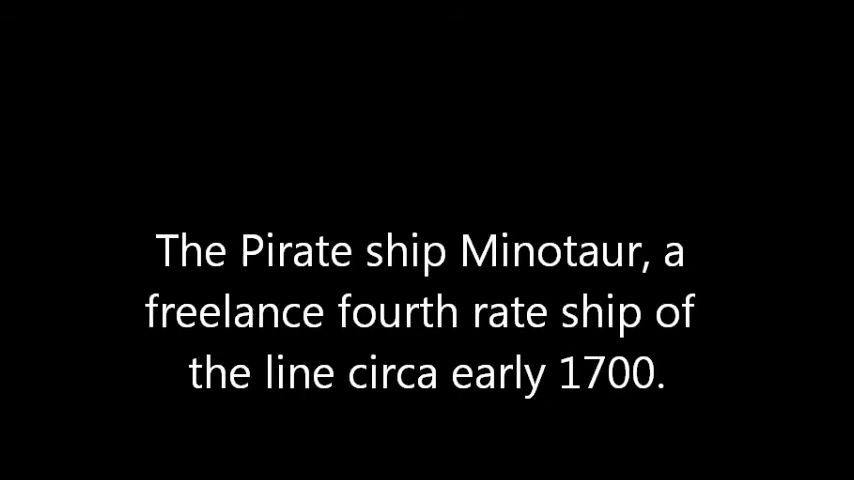 The Pirate ship Minotaur, a
freelance fourth rate ship of
the line circa early 1700.